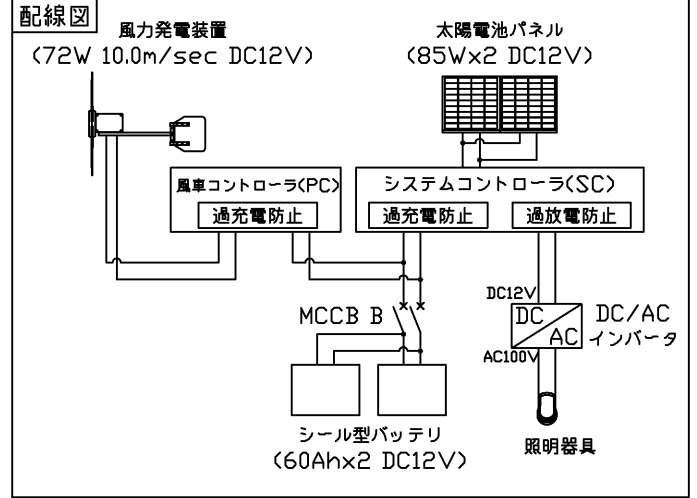 配線図
風力発電装置
(72W 10.0m/sec DC12V)
太陽電池パネル
(85Wx2 DC12V)
風車コントローラ(PC)
過充電防止
システムコントローラ(SC)
過充電防止
過放電防止
MCCB B
DC12V
DC
AC
DC/AC
インバータ
AC100V
シール型バッテリ
(60Ahx2 DC12V)
照明器具